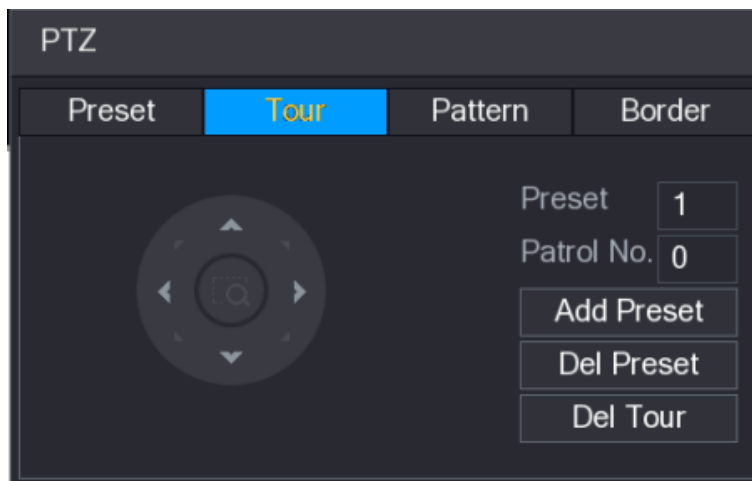 PTZ
Preset Tour Pattern Border
Preset 1
Patrol No. 0
Add Preset
Del Preset
Del Tour